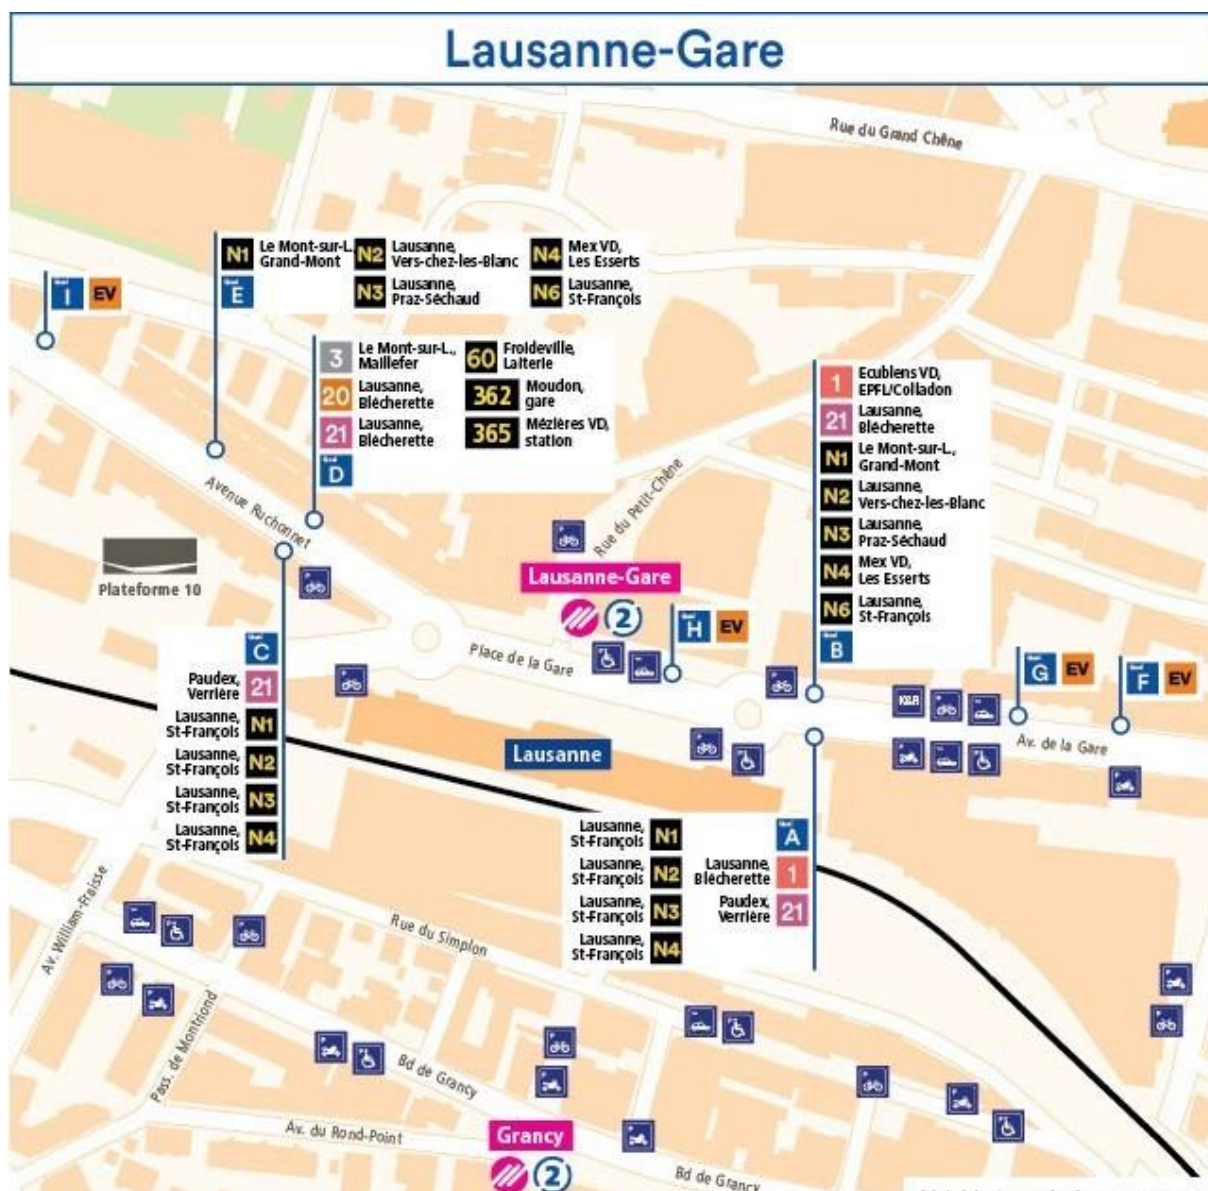 Lausanne-Gare
Rue du Grand Chêne
N1 Le Mont-sur-L.
Grand-Mont
N2 Lausanne,
Vers-chez-les-Blanc
N4 Mex VD,
Les Esserts
E
N3 Lausanne,
Praz-Séchaud
N6 Lausanne,
St-François
I EV
3 Le Mont-sur-L.,
Maillefer
60 Froideville,
Laiterie
20 Lausanne,
Blécherette
362 Moudon,
gare
21 Lausanne,
Blécherette
365 Mézières VD,
station
D
1 Ecublens VD,
EPFL/Colladon
21 Lausanne,
Blécherette
N1 Le Mont-sur-L.,
Grand-Mont
N2 Lausanne,
Vers-chez-les-Blanc
N3 Lausanne,
Praz-Séchaud
N4 Mex VD,
Les Esserts
N6 Lausanne,
St-François
B
Avenue Ruchonnet
Rue du Petit-Chêne
Plateforme 10
Lausanne-Gare
2
H EV
Place de la Gare
G EV
F EV
K&R
Av. de la Gare
C
Paudex,
Verrière 21
Lausanne,
St-François N1
Lausanne,
St-François N2
Lausanne,
St-François N3
Lausanne,
St-François N4
Lausanne
A
Lausanne,
St-François N1
Lausanne,
St-François N2
Lausanne,
Blécherette 1
Lausanne,
St-François N3
Paudex,
Verrière 21
Lausanne,
St-François N4
Av. William-Fraisse
Rue du Simplon
Pass. de Montriond
Bd de Grancy
Av. du Rond-Point
Grancy
2
Bd de Grancy